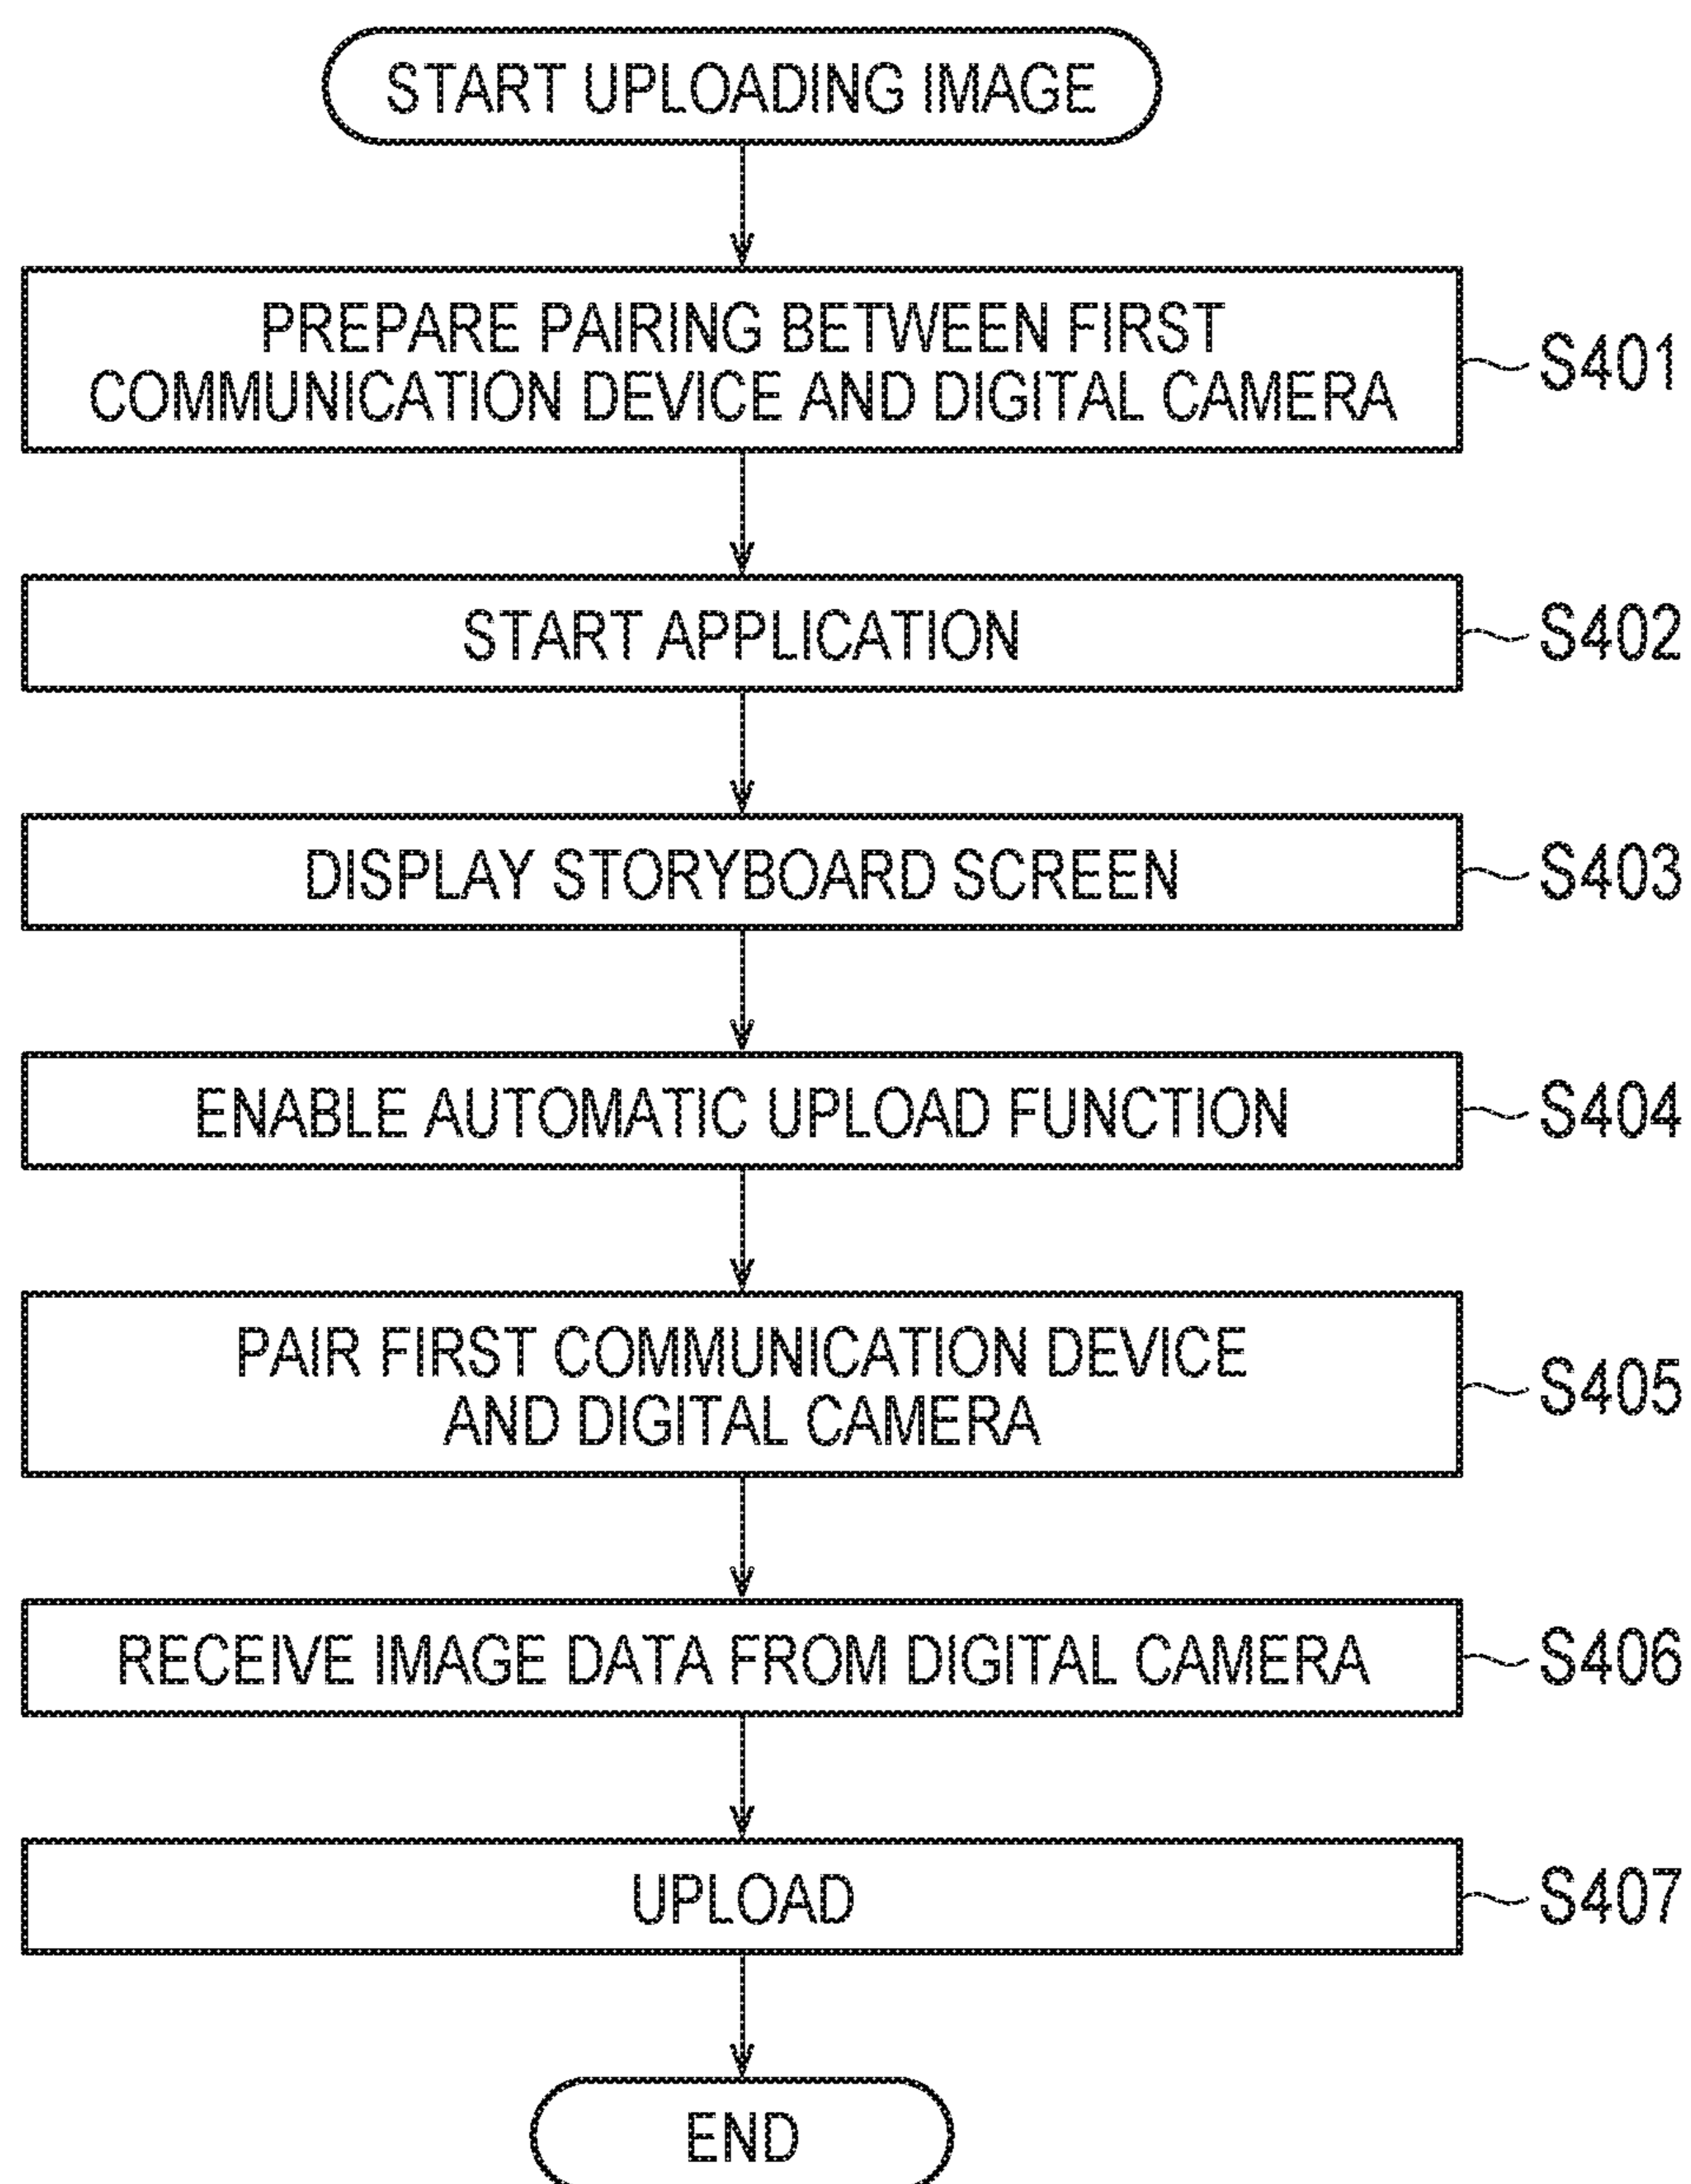 START UPLOADING IMAGE
PREPARE PAIRING BETWEEN FIRST
COMMUNICATION DEVICE AND DIGITAL CAMERA
S401
START APPLICATION
S402
DISPLAY STORYBOARD SCREEN
S403
ENABLE AUTOMATIC UPLOAD FUNCTION
S404
PAIR FIRST COMMUNICATION DEVICE
AND DIGITAL CAMERA
S405
RECEIVE IMAGE DATA FROM DIGITAL CAMERA
S406
UPLOAD
S407
END